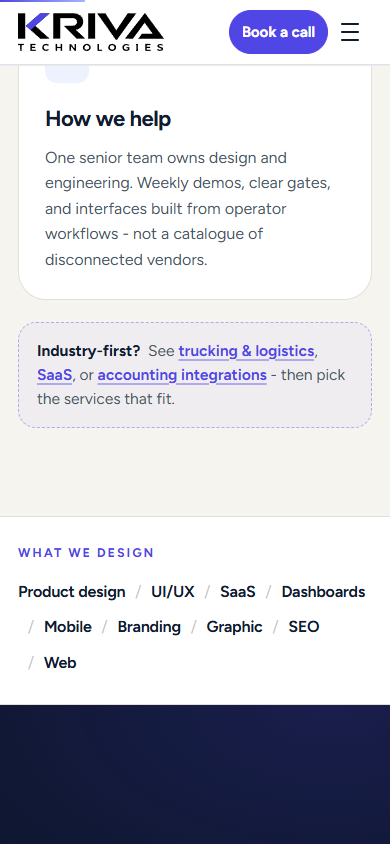 KRIVA
TECHNOLOGIES
Book a call
How we help
One senior team owns design and
engineering. Weekly demos, clear gates,
and interfaces built from operator
workflows - not a catalogue of
disconnected vendors.
Industry-first? See trucking & logistics,
SaaS, or accounting integrations - then pick
the services that fit.
WHAT WE DESIGN
Product design / UI/UX / SaaS / Dashboards
/ Mobile / Branding / Graphic / SEO
/ Web